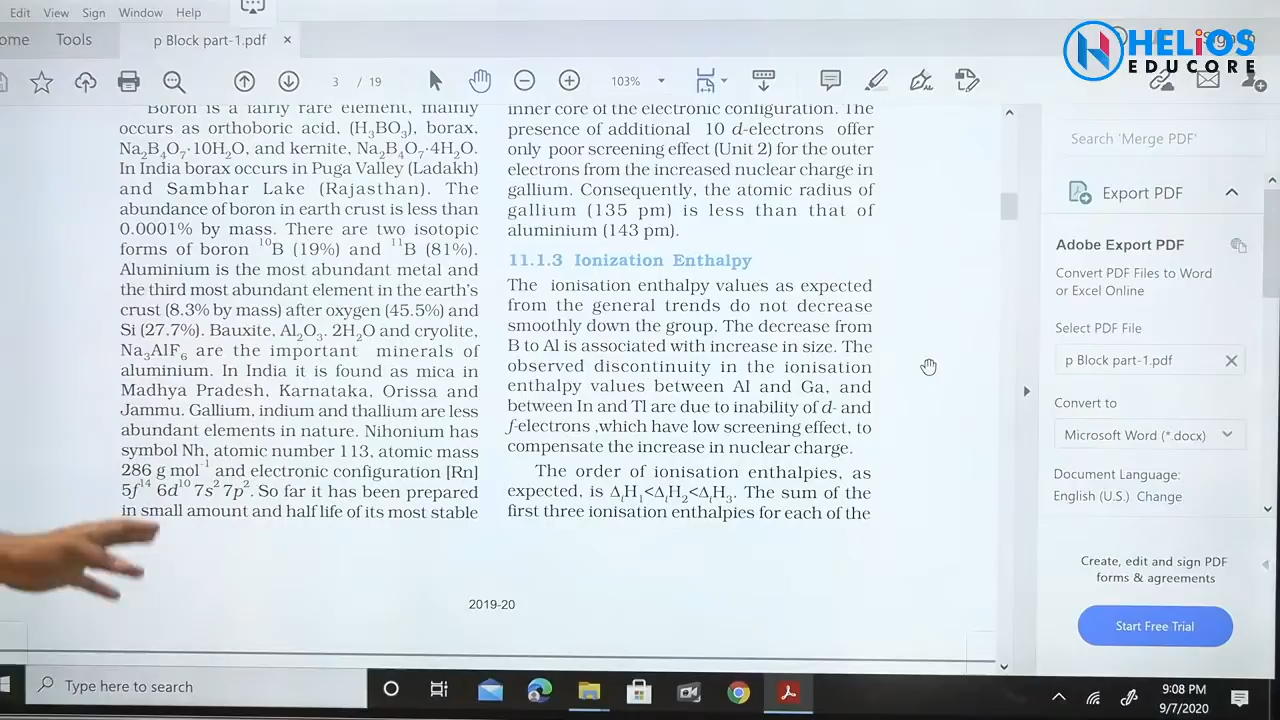 Edit View Sign Window Help
ome Tools p Block part-1.pdf ×
HELiOS
EDUCORE
3 / 19 103%
Boron is a fairly rare element, mainly
occurs as orthoboric acid, (H₃BO₃), borax,
Na₂B₄O₇·10H₂O, and kernite, Na₂B₄O₇·4H₂O.
In India borax occurs in Puga Valley (Ladakh)
and Sambhar Lake (Rajasthan). The
abundance of boron in earth crust is less than
0.0001% by mass. There are two isotopic
forms of boron ¹⁰B (19%) and ¹¹B (81%).
Aluminium is the most abundant metal and
the third most abundant element in the earth's
crust (8.3% by mass) after oxygen (45.5%) and
Si (27.7%). Bauxite, Al₂O₃. 2H₂O and cryolite,
Na₃AlF₆ are the important minerals of
aluminium. In India it is found as mica in
Madhya Pradesh, Karnataka, Orissa and
Jammu. Gallium, indium and thallium are less
abundant elements in nature. Nihonium has
symbol Nh, atomic number 113, atomic mass
286 g mol⁻¹ and electronic configuration [Rn]
5f¹⁴ 6d¹⁰ 7s² 7p². So far it has been prepared
in small amount and half life of its most stable
inner core of the electronic configuration. The
presence of additional 10 d-electrons offer
only poor screening effect (Unit 2) for the outer
electrons from the increased nuclear charge in
gallium. Consequently, the atomic radius of
gallium (135 pm) is less than that of
aluminium (143 pm).
11.1.3 Ionization Enthalpy
The ionisation enthalpy values as expected
from the general trends do not decrease
smoothly down the group. The decrease from
B to Al is associated with increase in size. The
observed discontinuity in the ionisation
enthalpy values between Al and Ga, and
between In and Tl are due to inability of d- and
f-electrons ,which have low screening effect, to
compensate the increase in nuclear charge.
The order of ionisation enthalpies, as
expected, is ΔᵢH₁<ΔᵢH₂<ΔᵢH₃. The sum of the
first three ionisation enthalpies for each of the
2019-20
Search 'Merge PDF'
Export PDF
Adobe Export PDF
Convert PDF Files to Word
or Excel Online
Select PDF File
p Block part-1.pdf
Convert to
Microsoft Word (*.docx)
Document Language:
English (U.S.) Change
Create, edit and sign PDF
forms & agreements
Start Free Trial
Type here to search
9:08 PM
9/7/2020